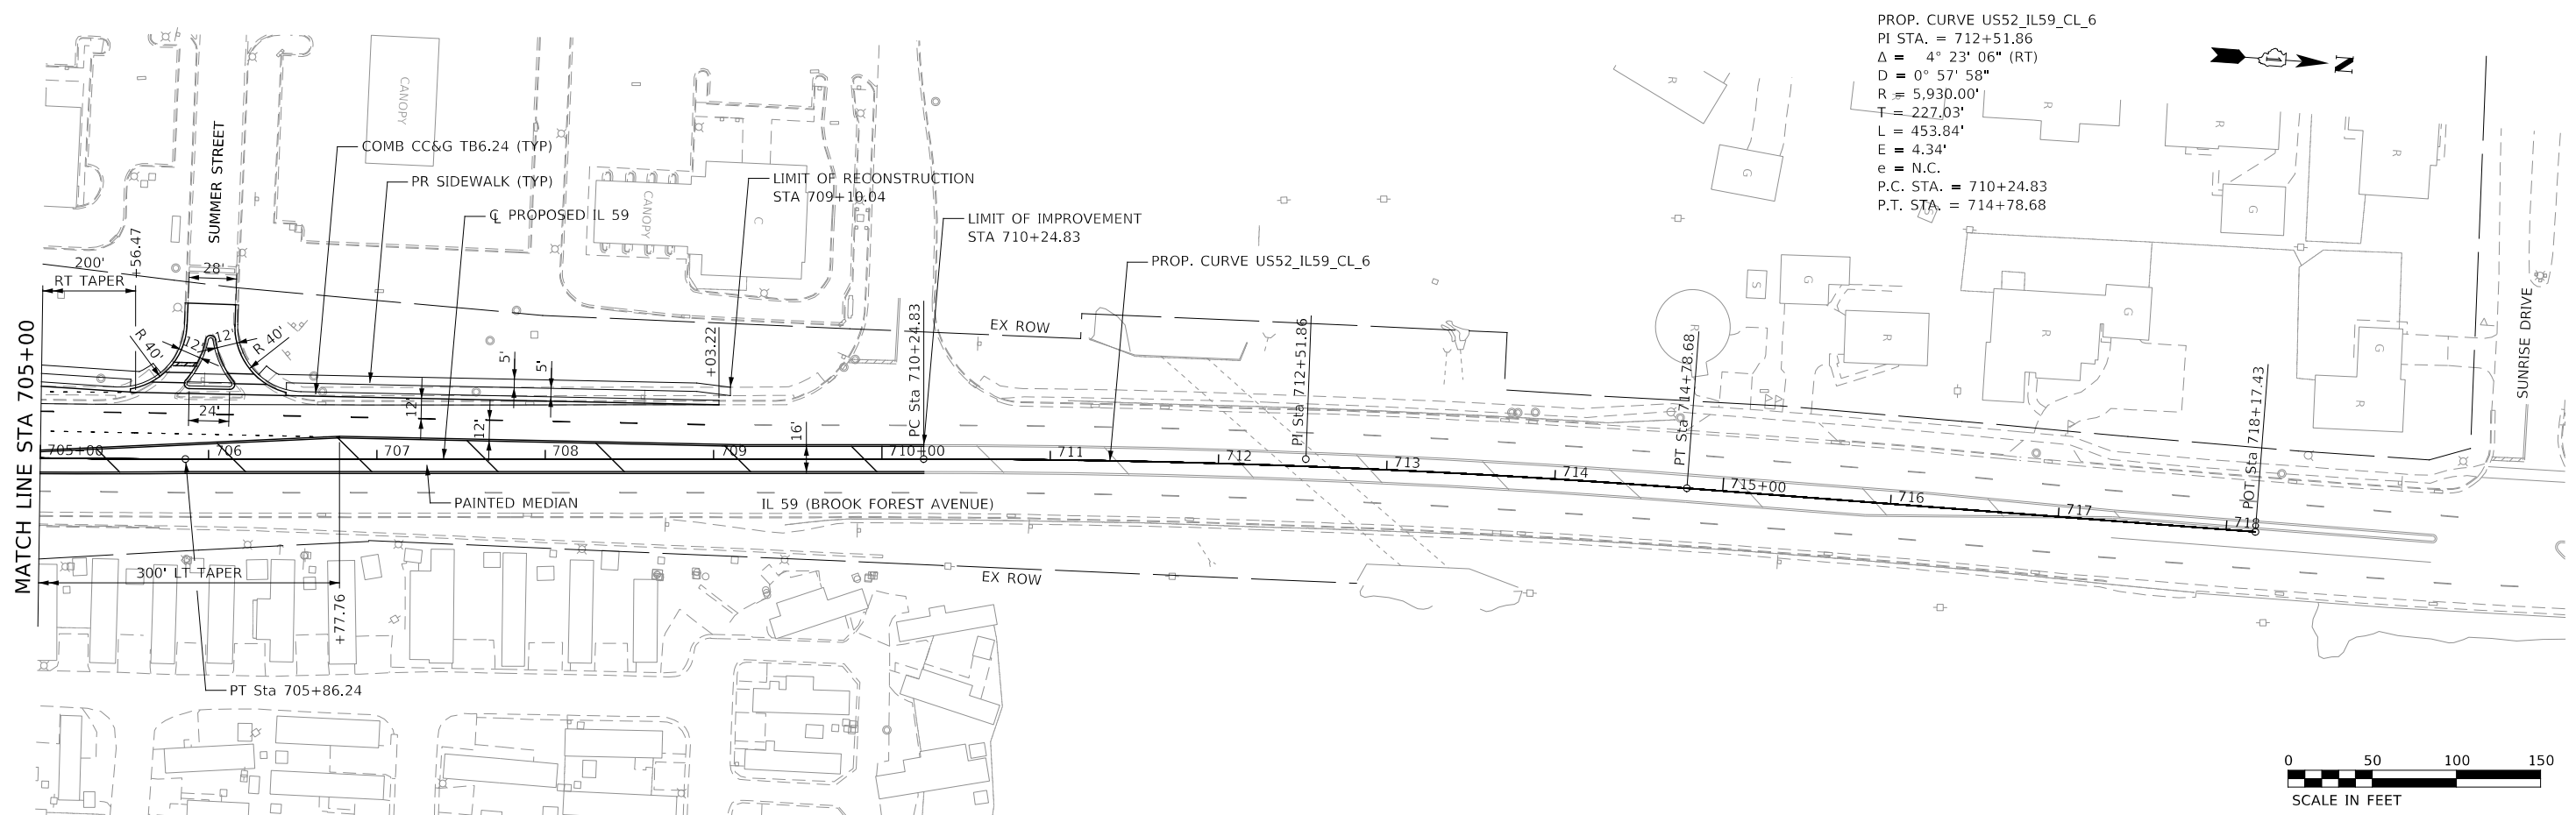 PROP. CURVE US52_IL59_CL_6
PI STA. = 712+51.86
Δ = 4° 23' 06" (RT)
D = 0° 57' 58"
R = 5,930.00'
T = 227.03'
L = 453.84'
E = 4.34'
e = N.C.
P.C. STA. = 710+24.83
P.T. STA. = 714+78.68
N
CANOPY
CANOPY
C
R
R
R
R
R
G
S
G
S
G
R
R
R
G
G
R
SUMMER STREET
COMB CC&G TB6.24 (TYP)
PR SIDEWALK (TYP)
℄ PROPOSED IL 59
LIMIT OF RECONSTRUCTION
STA 709+10.04
LIMIT OF IMPROVEMENT
STA 710+24.83
PROP. CURVE US52_IL59_CL_6
200'
RT TAPER
+56.47
28'
R 40'
12'
12'
R 40'
24'
5'
5'
12'
12'
16'
+03.22
PC Sta 710+24.83
EX ROW
PI Sta 712+51.86
PT Sta 714+78.68
POT Sta 718+17.43
SUNRISE DRIVE
MATCH LINE STA 705+00
705+00
706
707
708
709
710+00
711
712
713
714
715+00
716
717
718
PAINTED MEDIAN
IL 59 (BROOK FOREST AVENUE)
300' LT TAPER
+77.76
EX ROW
PT Sta 705+86.24
0 50 100 150
SCALE IN FEET